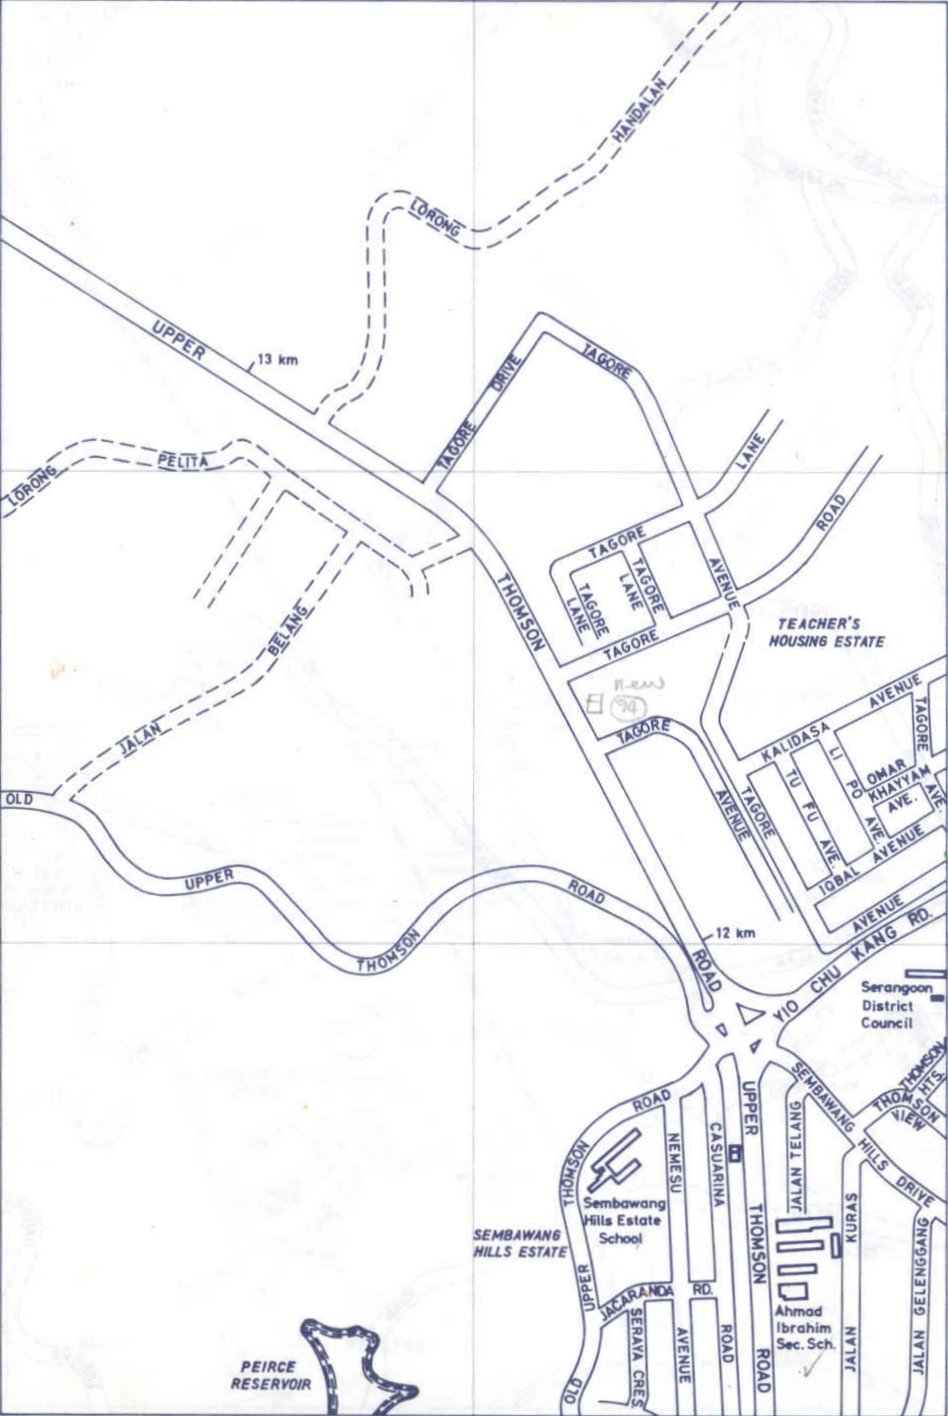 LORONG HANDALAN
UPPER
13 km
TAGORE DRIVE
TAGORE
LANE
LORONG PELITA
ROAD
TAGORE
THOMSON
TAGORE
LANE
TAGORE
LANE
AVENUE
BELANG
TEACHER'S
HOUSING ESTATE
TAGORE
new
94
JALAN
TAGORE
AVENUE
KALIDASA AVENUE
TAGORE
AVE.
LI PO AVE.
OMAR
KHAYYAM
AVE.
TU FU AVE.
TAGORE
AVENUE
IQBAL AVENUE
OLD
UPPER
THOMSON
ROAD
12 km
ROAD
YIO CHU KANG RD.
Serangoon
District
Council
THOMSON
HTS.
THOMSON
VIEW
SEMBAWANG HILLS DRIVE
ROAD
UPPER
JALAN TELANG
NEMESU
CASUARINA
THOMSON
Sembawang
Hills Estate
School
THOMSON
KURAS
SEMBAWANG
HILLS ESTATE
UPPER
JACARANDA RD.
JALAN GELENGGANG
Ahmad
Ibrahim
Sec. Sch.
SERAYA CRES
AVENUE
ROAD
ROAD
JALAN
PEIRCE
RESERVOIR
OLD